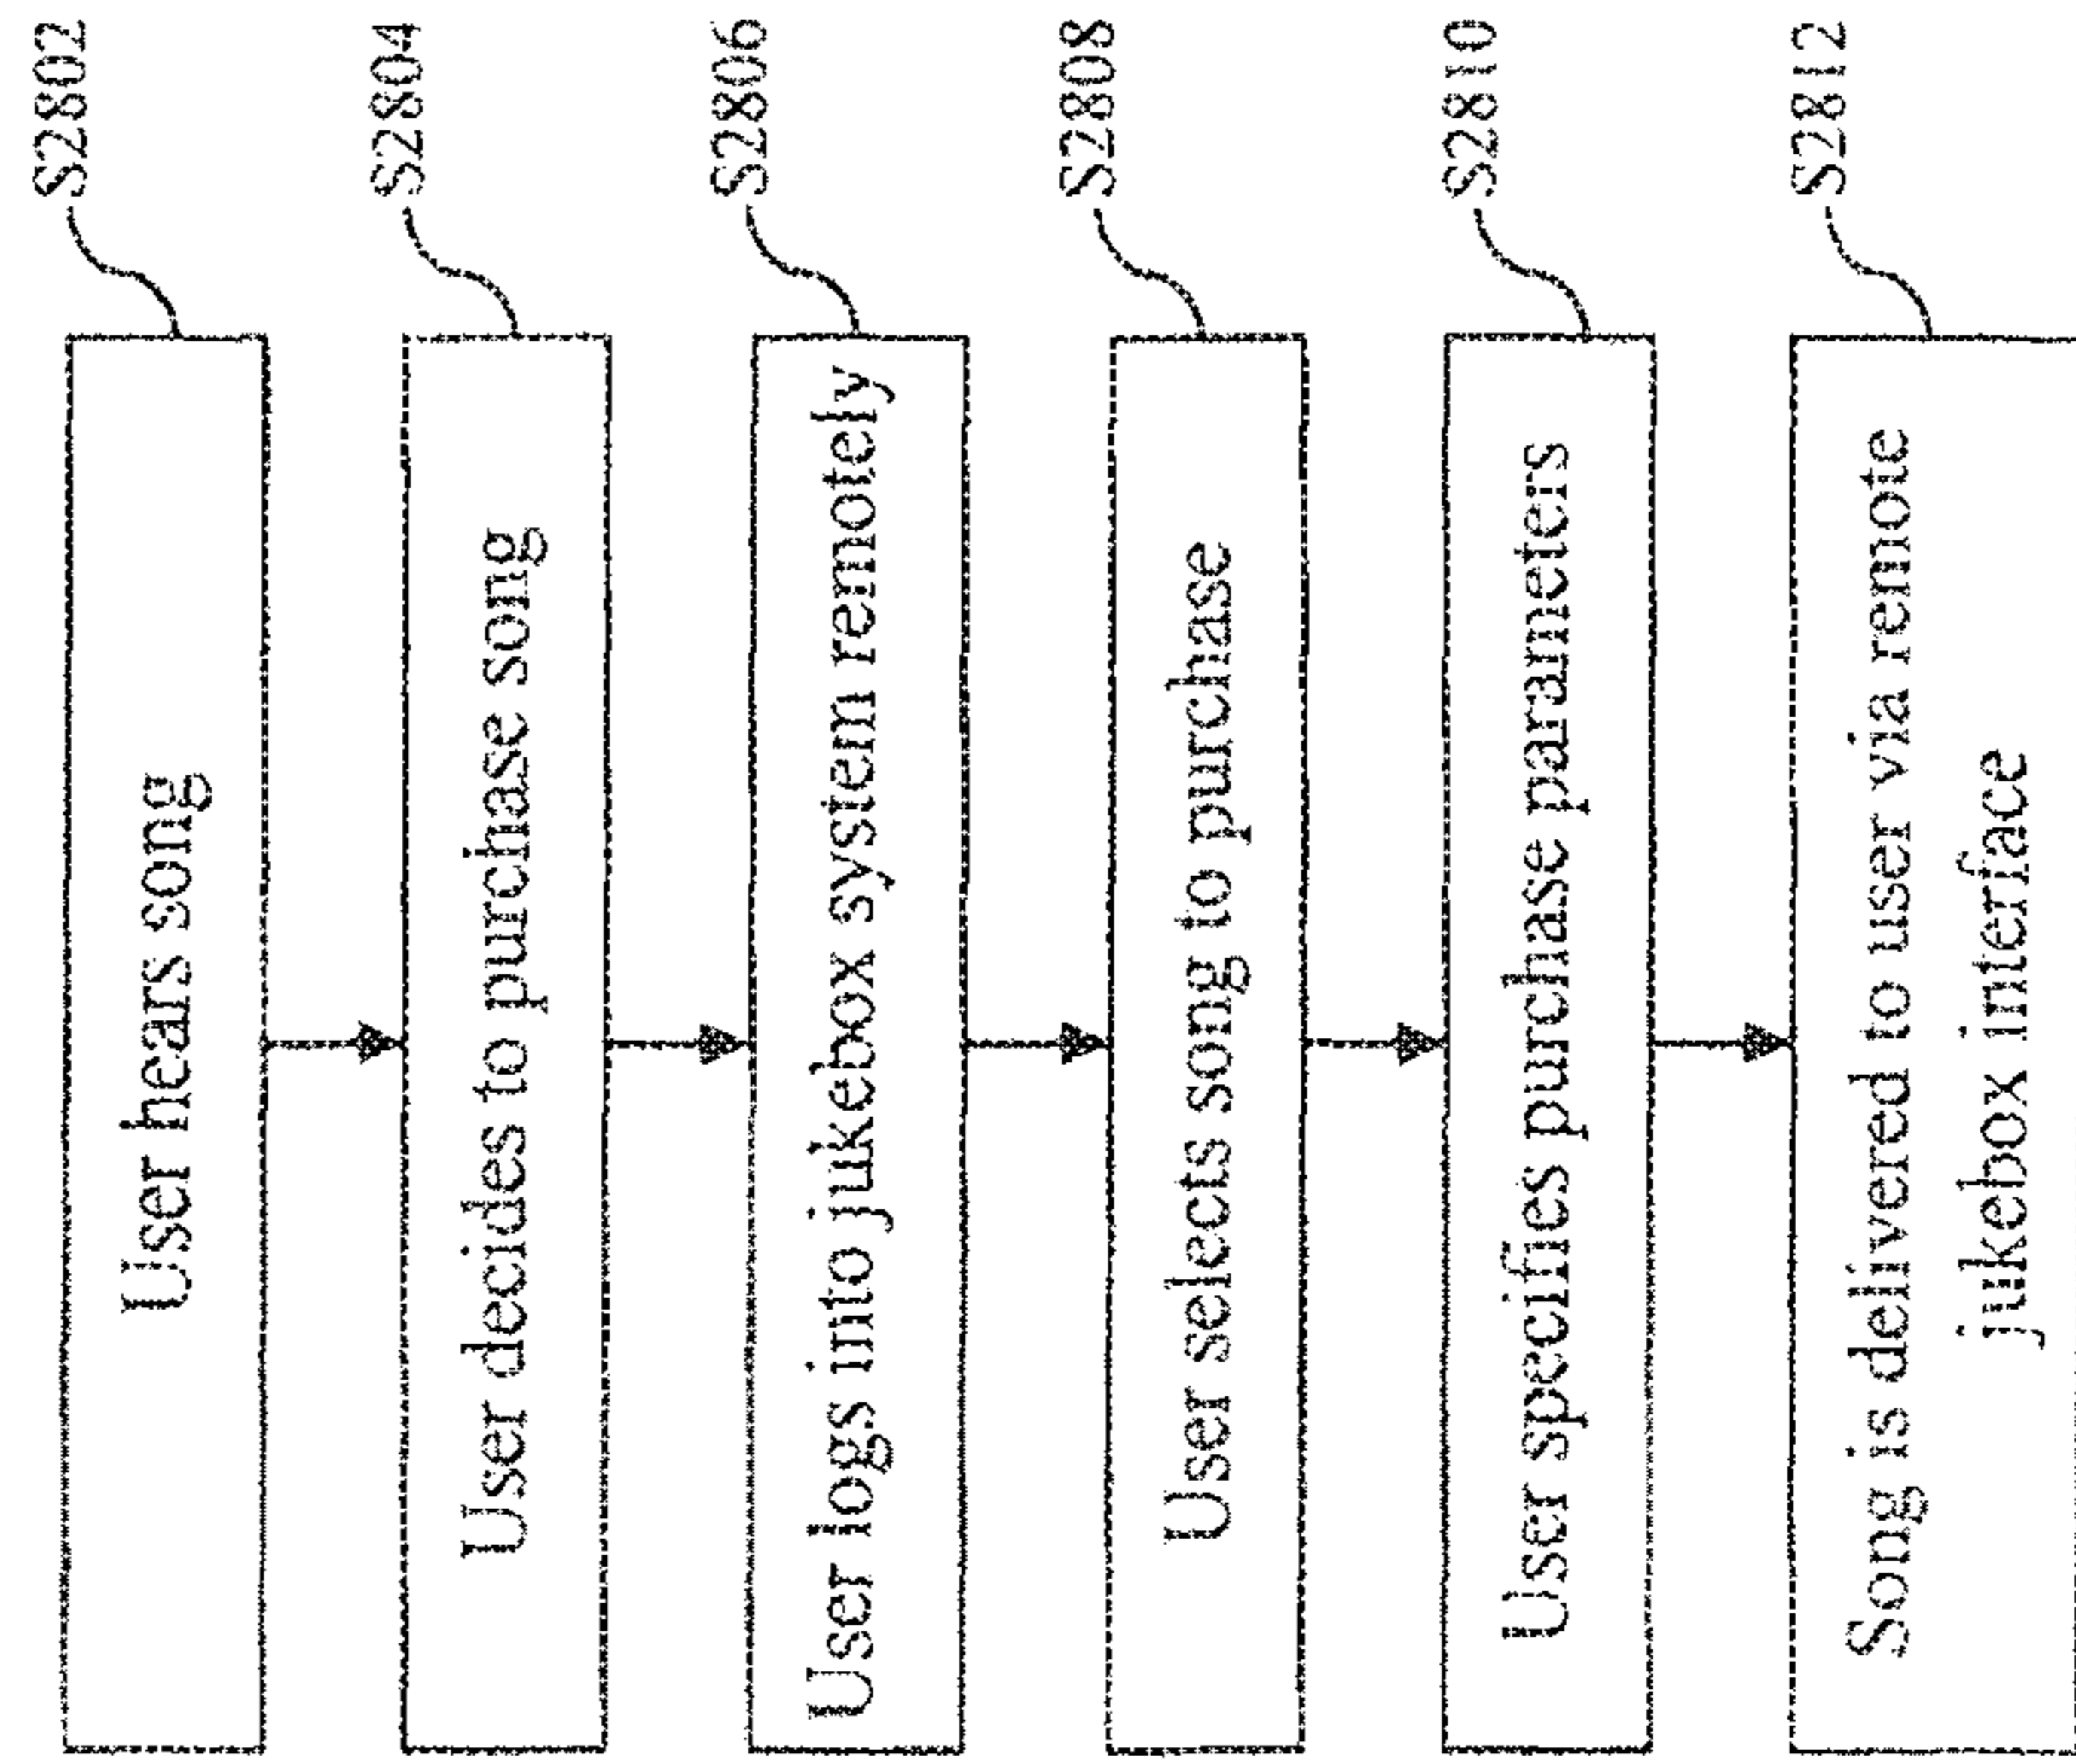 User hears song
S2802
User decides to purchase song
S2804
User logs into jukebox system remotely
S2806
User selects song to purchase
S2808
User specifies purchase parameters
S2810
Song is delivered to user via remote
jukebox interface
S2812